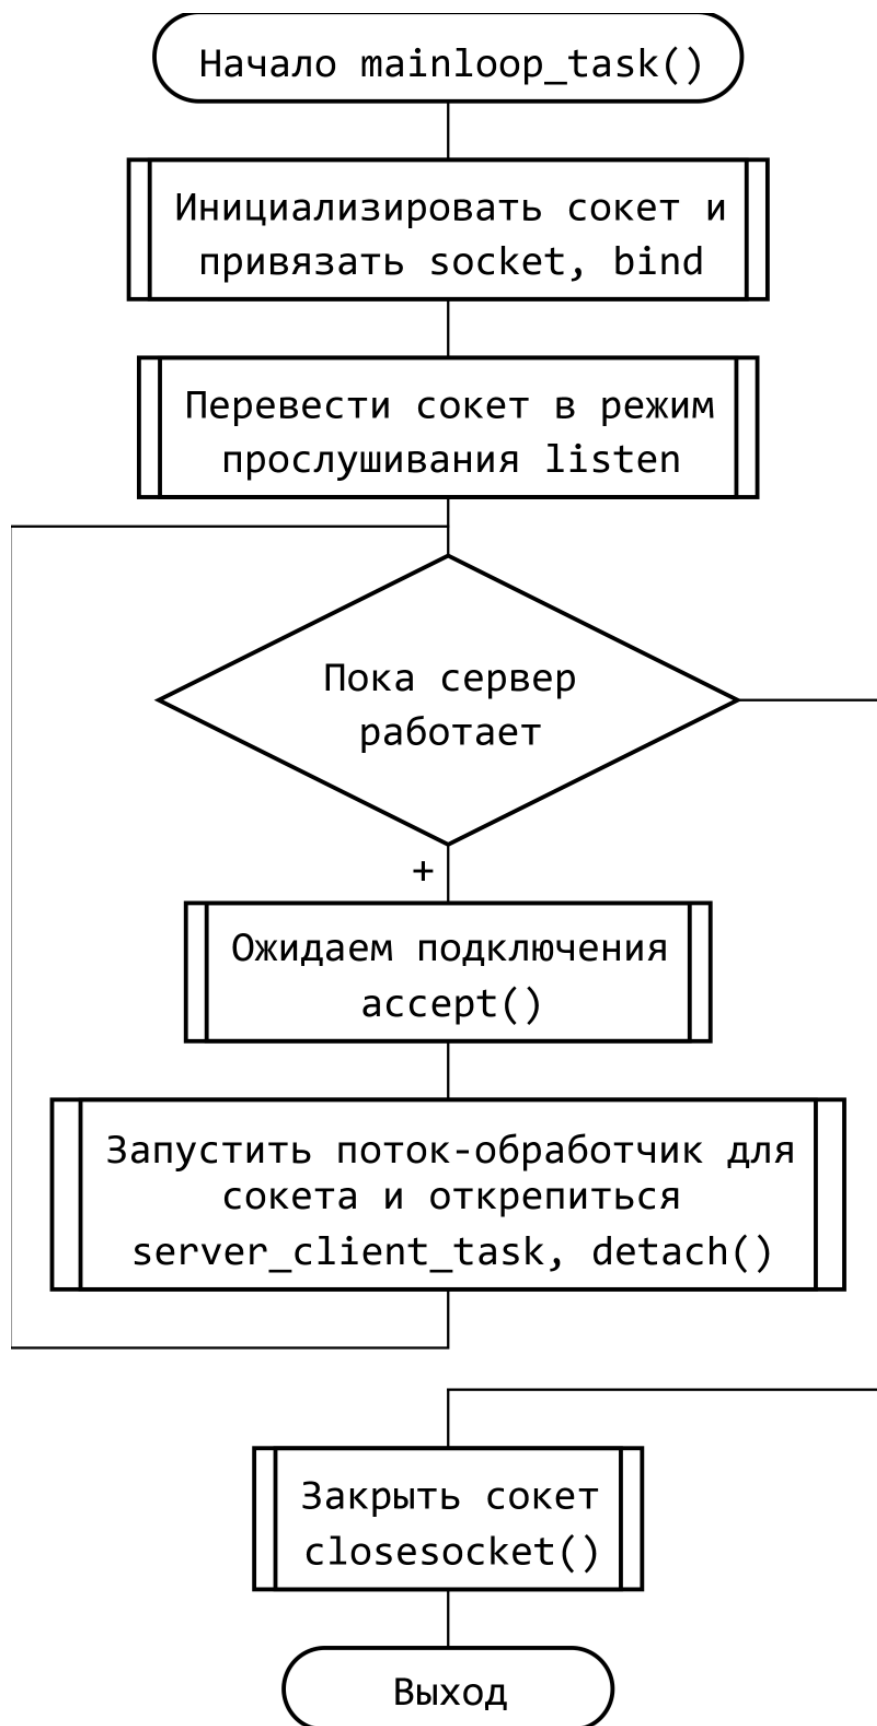 Начало mainloop_task()
Инициализировать сокет и
привязать socket, bind
Перевести сокет в режим
прослушивания listen
Пока сервер
работает
+
Ожидаем подключения
accept()
Запустить поток-обработчик для
сокета и открепиться
server_client_task, detach()
Закрыть сокет
closesocket()
Выход